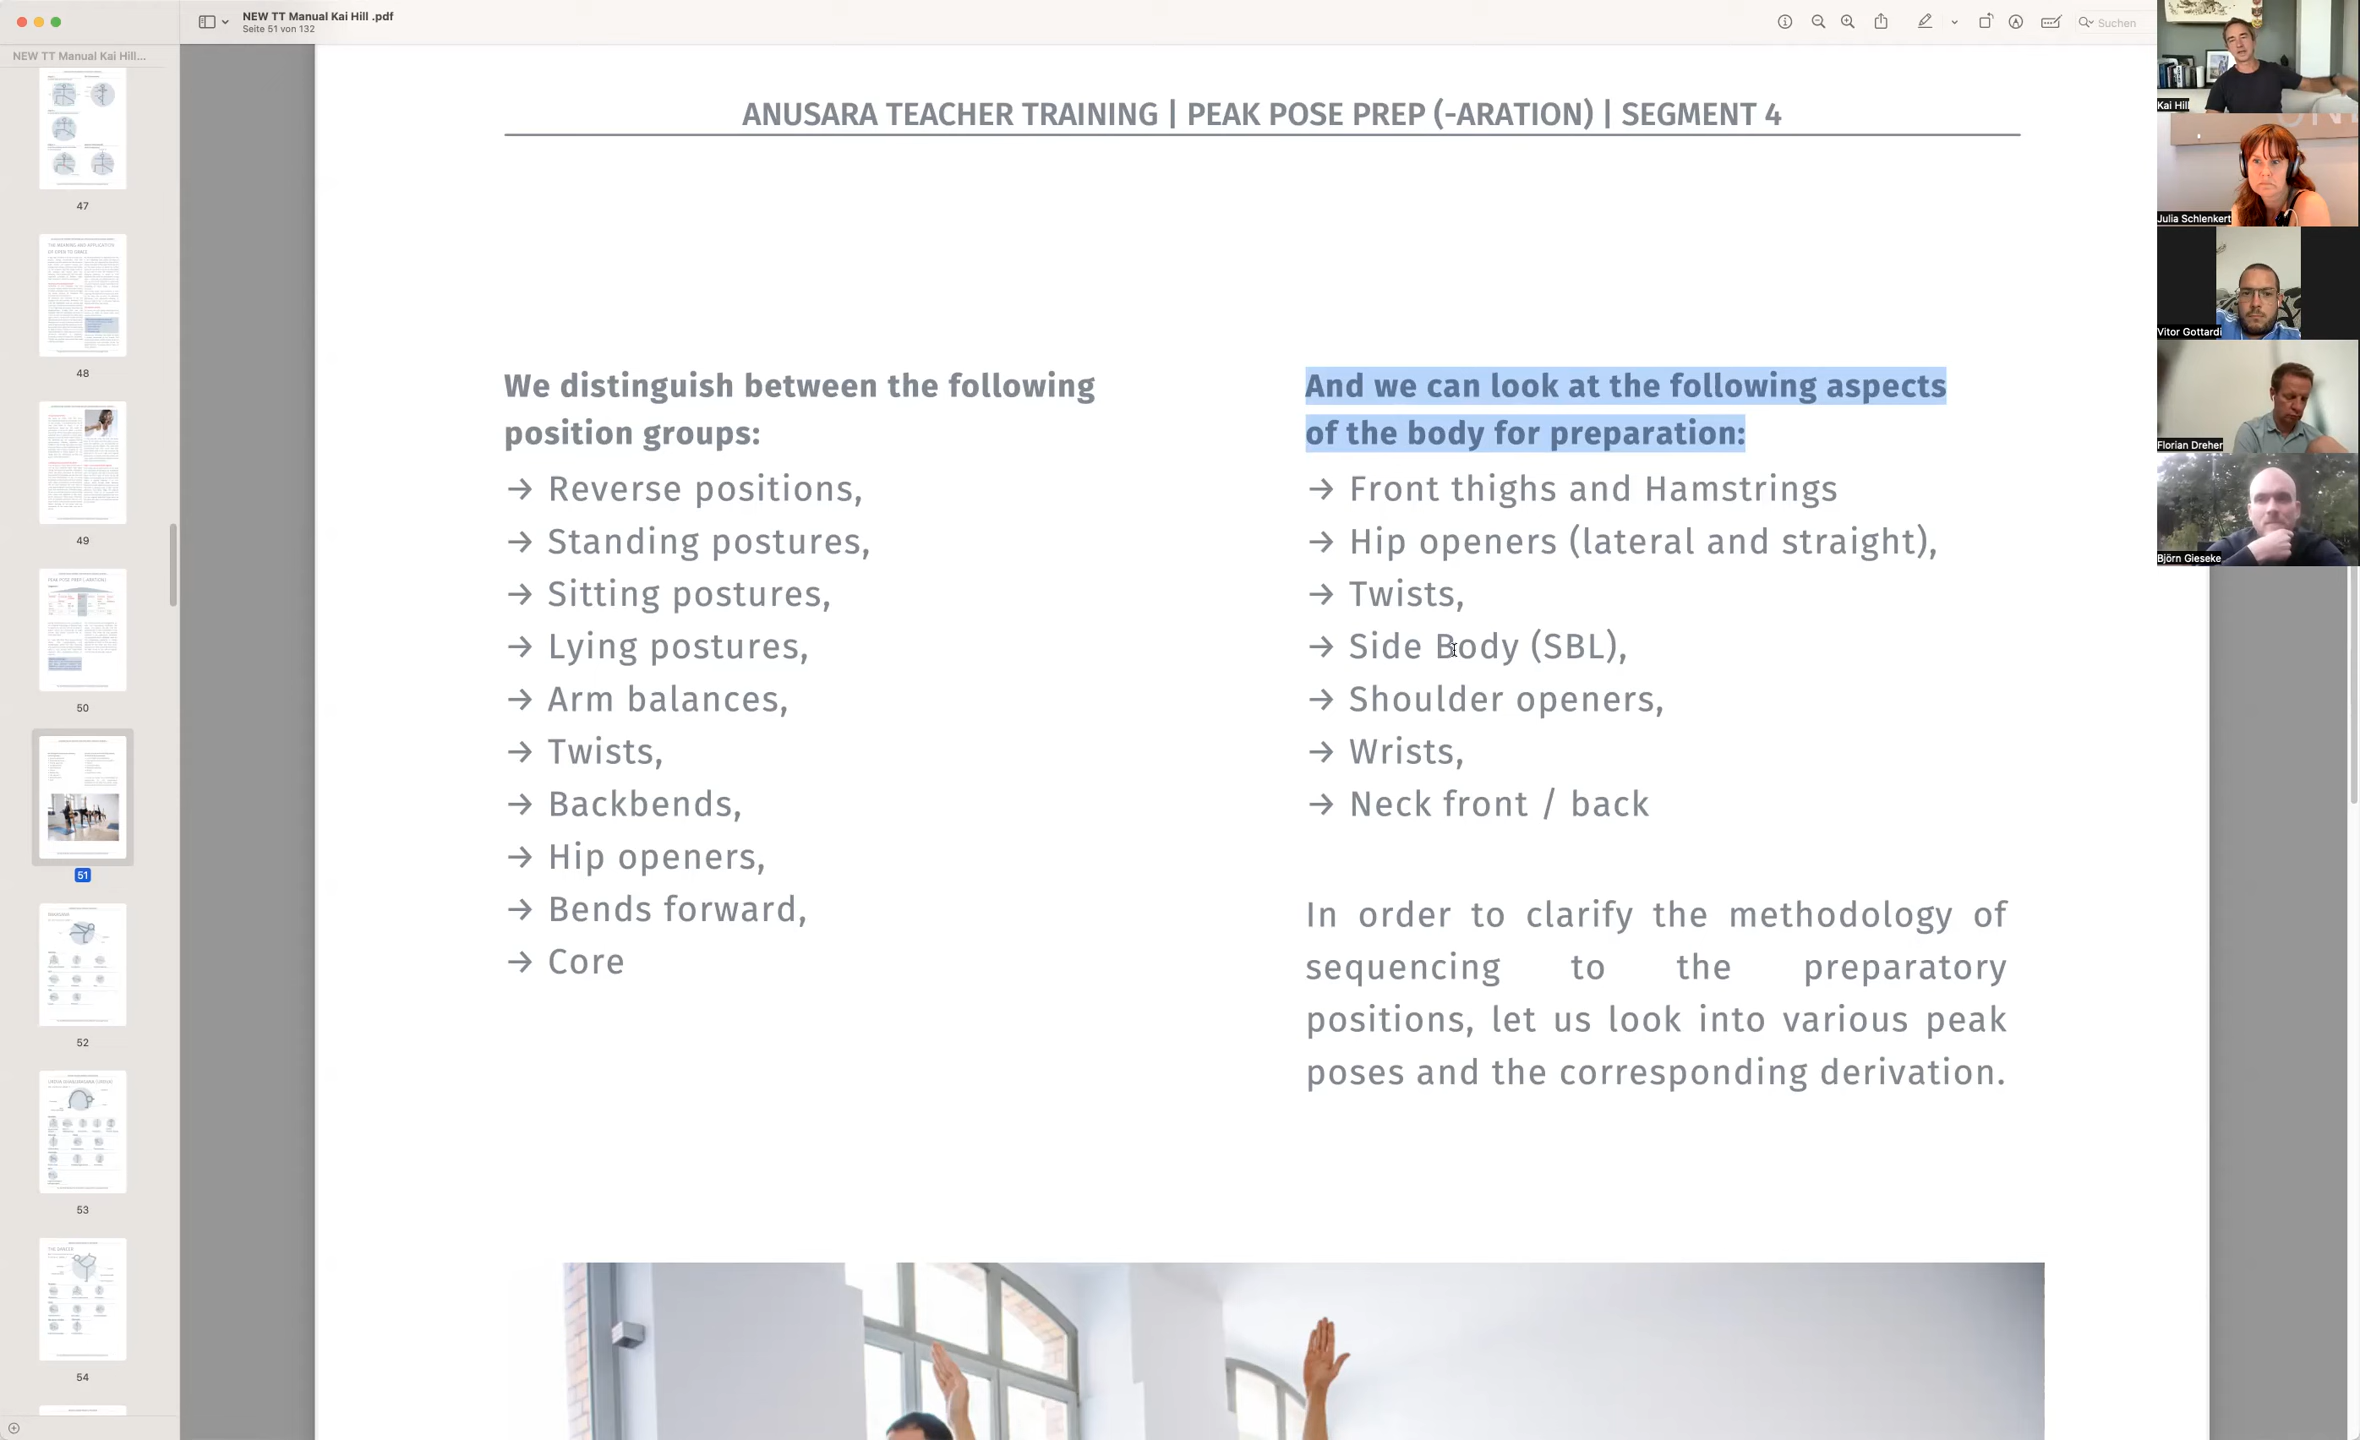 NEW TT Manual Kai Hill .pdf
Seite 51 von 132
Suchen
NEW TT Manual Kai Hill...
47
48
49
PEAK POSE PREP (-ARATION)
50
51
52
53
THE DANCER
54
ANUSARA TEACHER TRAINING | PEAK POSE PREP (-ARATION) | SEGMENT 4
We distinguish between the following
position groups:
→ Reverse positions,
→ Standing postures,
→ Sitting postures,
→ Lying postures,
→ Arm balances,
→ Twists,
→ Backbends,
→ Hip openers,
→ Bends forward,
→ Core
And we can look at the following aspects
of the body for preparation:
→ Front thighs and Hamstrings
→ Hip openers (lateral and straight),
→ Twists,
→ Side Body (SBL),
→ Shoulder openers,
→ Wrists,
→ Neck front / back
In order to clarify the methodology of
sequencing to the preparatory
positions, let us look into various peak
poses and the corresponding derivation.
Kai Hill
Julia Schlenkert
Vitor Gottardi
Florian Dreher
Björn Gieseke